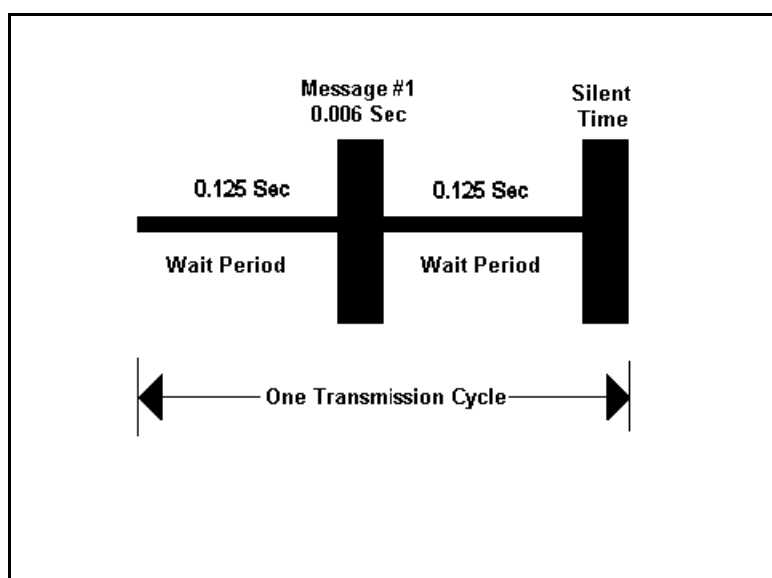 Message #1
0.006 Sec
Silent
Time
0.125 Sec
0.125 Sec
Wait Period
Wait Period
One Transmission Cycle